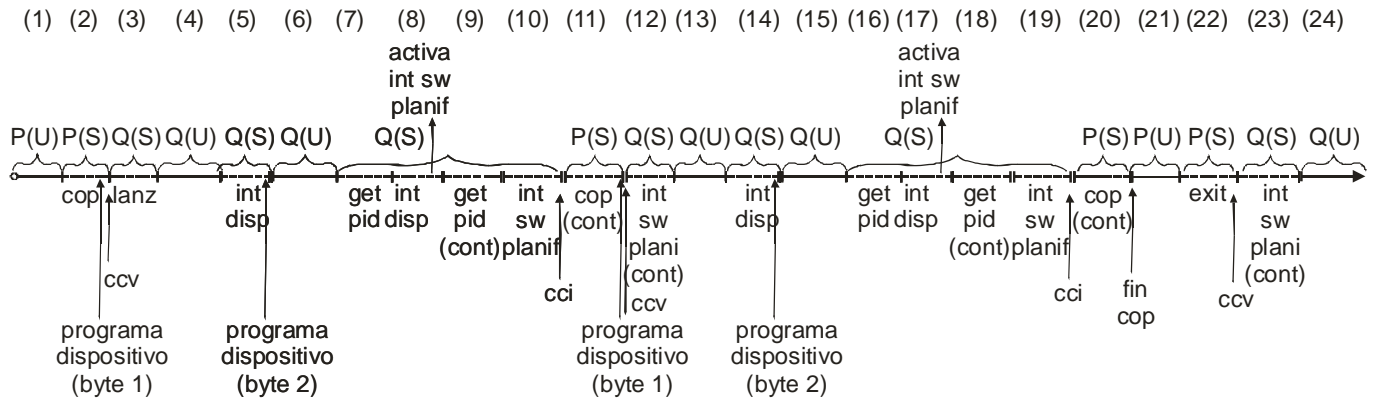 (1) (2) (3) (4) (5) (6) (7) (8) (9) (10) (11) (12) (13) (14) (15) (16) (17) (18) (19) (20) (21) (22) (23) (24)
activa activa
int sw int sw
planif planif
P(U) P(S) Q(S) Q(U) Q(S) Q(U) Q(S) P(S) Q(S) Q(U) Q(S) Q(U) Q(S) P(S) P(U) P(S) Q(S) Q(U)
cop lanz int get int get int cop int int get int get int cop exit int
disp pid disp pid sw (cont) sw disp pid disp pid sw (cont) sw
(cont) planif plani (cont) planif plani
(cont) (cont)
ccv cci ccv cci fin ccv
cop
programa programa programa programa
dispositivo dispositivo dispositivo dispositivo
(byte 1) (byte 2) (byte 1) (byte 2)